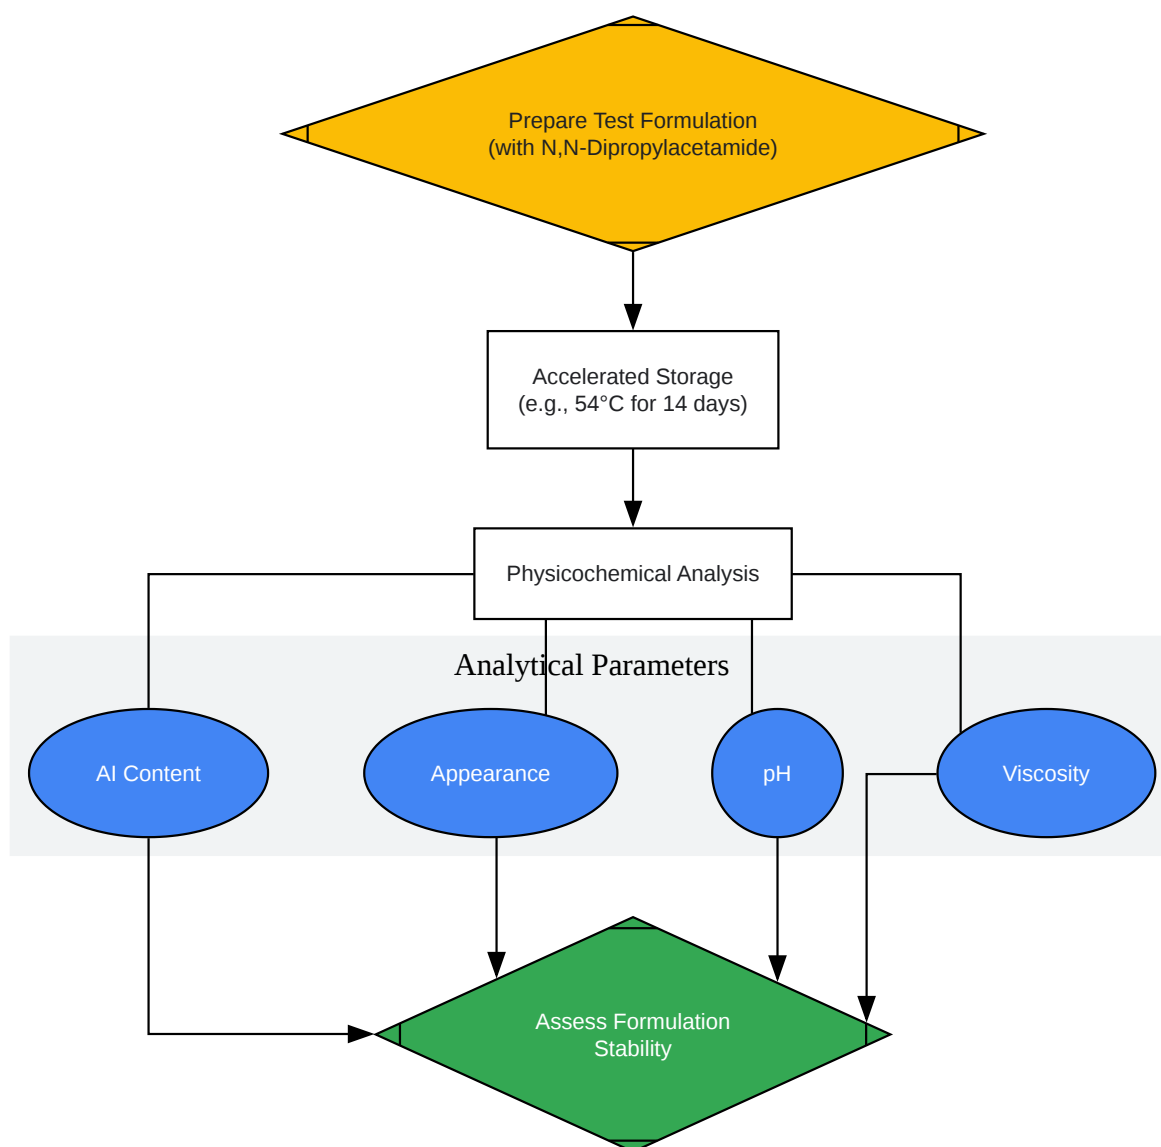 Prepare Test Formulation
(with N,N-Dipropylacetamide)
Accelerated Storage
(e.g., 54°C for 14 days)
Physicochemical Analysis
Analytical Parameters
AI Content
Appearance
pH
Viscosity
Assess Formulation
Stability